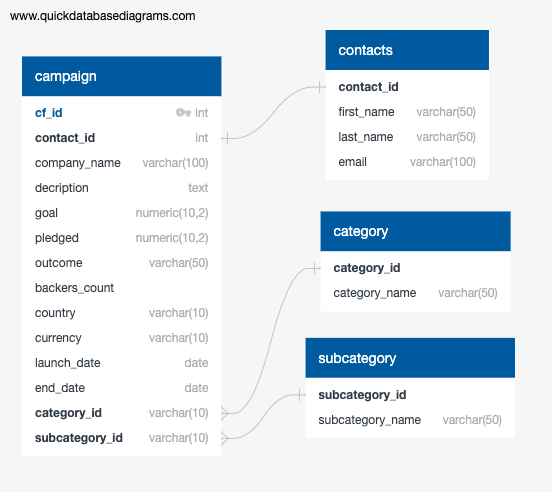 www.quickdatabasediagrams.com
campaign
cf_id int
contact_id int
company_name varchar(100)
decription text
goal numeric(10,2)
pledged numeric(10,2)
outcome varchar(50)
backers_count
country varchar(10)
currency varchar(10)
launch_date date
end_date date
category_id varchar(10)
subcategory_id varchar(10)
contacts
contact_id
first_name varchar(50)
last_name varchar(50)
email varchar(100)
category
category_id
category_name varchar(50)
subcategory
subcategory_id
subcategory_name varchar(50)